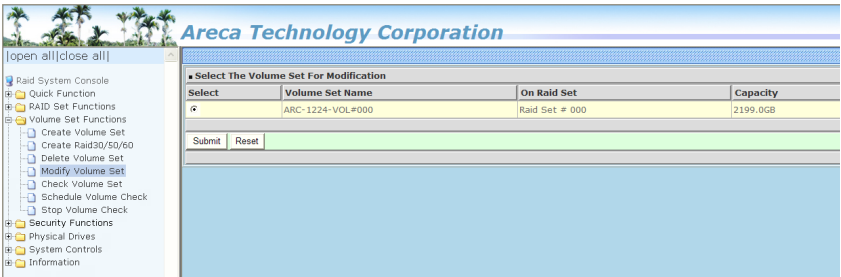 Areca Technology Corporation
|open all|close all|
Raid System Console
Quick Function
RAID Set Functions
Volume Set Functions
Create Volume Set
Create Raid30/50/60
Delete Volume Set
Modify Volume Set
Check Volume Set
Schedule Volume Check
Stop Volume Check
Security Functions
Physical Drives
System Controls
Information
Select The Volume Set For Modification
Select Volume Set Name On Raid Set Capacity
ARC-1224-VOL#000 Raid Set # 000 2199.0GB
Submit Reset